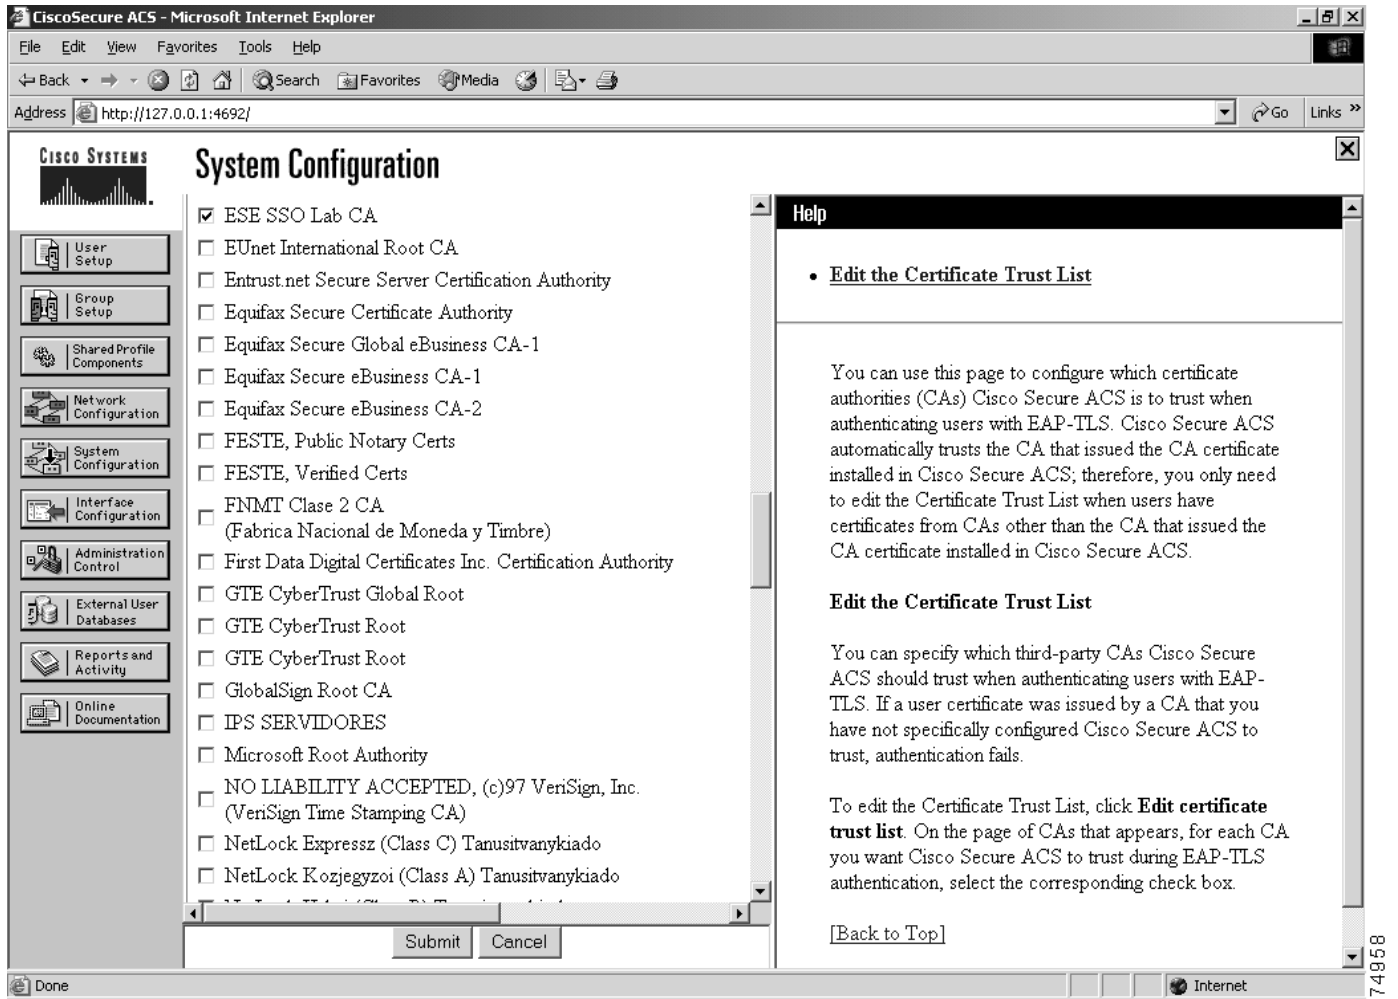 CiscoSecure ACS - Microsoft Internet Explorer
File Edit View Favorites Tools Help
Back Search Favorites Media
Address http://127.0.0.1:4692/ Go Links »
CISCO SYSTEMS
System Configuration
User
Setup
Group
Setup
Shared Profile
Components
Network
Configuration
System
Configuration
Interface
Configuration
Administration
Control
External User
Databases
Reports and
Activity
Online
Documentation
ESE SSO Lab CA
EUnet International Root CA
Entrust.net Secure Server Certification Authority
Equifax Secure Certificate Authority
Equifax Secure Global eBusiness CA-1
Equifax Secure eBusiness CA-1
Equifax Secure eBusiness CA-2
FESTE, Public Notary Certs
FESTE, Verified Certs
FNMT Clase 2 CA
(Fabrica Nacional de Moneda y Timbre)
First Data Digital Certificates Inc. Certification Authority
GTE CyberTrust Global Root
GTE CyberTrust Root
GTE CyberTrust Root
GlobalSign Root CA
IPS SERVIDORES
Microsoft Root Authority
NO LIABILITY ACCEPTED, (c)97 VeriSign, Inc.
(VeriSign Time Stamping CA)
NetLock Expressz (Class C) Tanusitvanykiado
NetLock Kozjegyzoi (Class A) Tanusitvanykiado
Submit Cancel
Help
• Edit the Certificate Trust List
You can use this page to configure which certificate
authorities (CAs) Cisco Secure ACS is to trust when
authenticating users with EAP-TLS. Cisco Secure ACS
automatically trusts the CA that issued the CA certificate
installed in Cisco Secure ACS; therefore, you only need
to edit the Certificate Trust List when users have
certificates from CAs other than the CA that issued the
CA certificate installed in Cisco Secure ACS.
Edit the Certificate Trust List
You can specify which third-party CAs Cisco Secure
ACS should trust when authenticating users with EAP-
TLS. If a user certificate was issued by a CA that you
have not specifically configured Cisco Secure ACS to
trust, authentication fails.
To edit the Certificate Trust List, click Edit certificate
trust list. On the page of CAs that appears, for each CA
you want Cisco Secure ACS to trust during EAP-TLS
authentication, select the corresponding check box.
[Back to Top]
Done Internet
74958